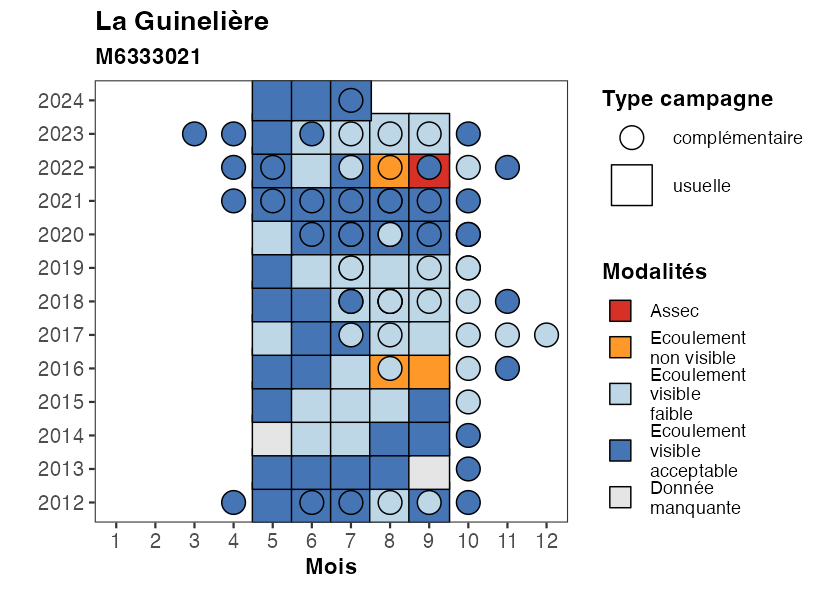 La Guinelière
M6333021
2024
2023
2022
2021
2020
2019
2018
2017
2016
2015
2014
2013
2012
1 2 3 4 5 6 7 8 9 10 11 12
Mois
Type campagne
complémentaire
usuelle
Modalités
Assec
Ecoulement
non visible
Ecoulement
visible
faible
Ecoulement
visible
acceptable
Donnée
manquante